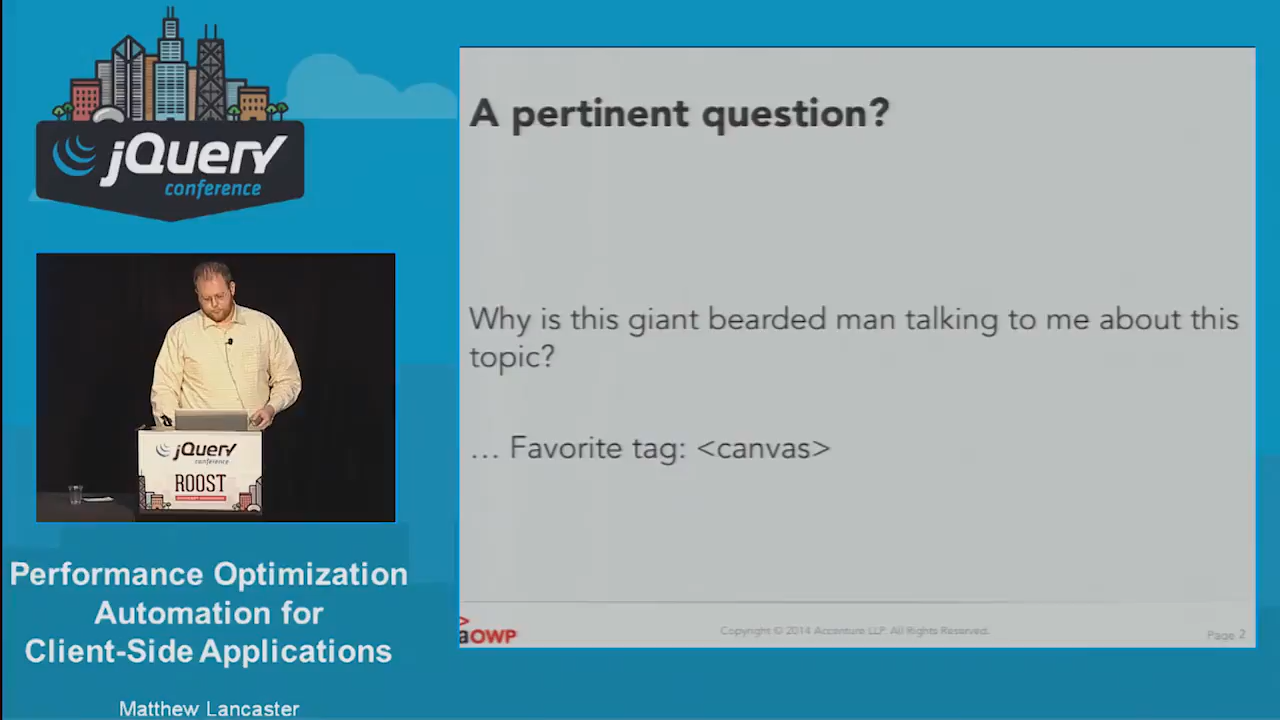 jQuery
conference
A pertinent question?
Why is this giant bearded man talking to me about this
topic?
... Favorite tag: <canvas>
jQuery
conference
ROOST
Performance Optimization
Automation for
Client-Side Applications
Matthew Lancaster
aOWP
Copyright © 2014 Accenture LLP. All Rights Reserved.
Page 2